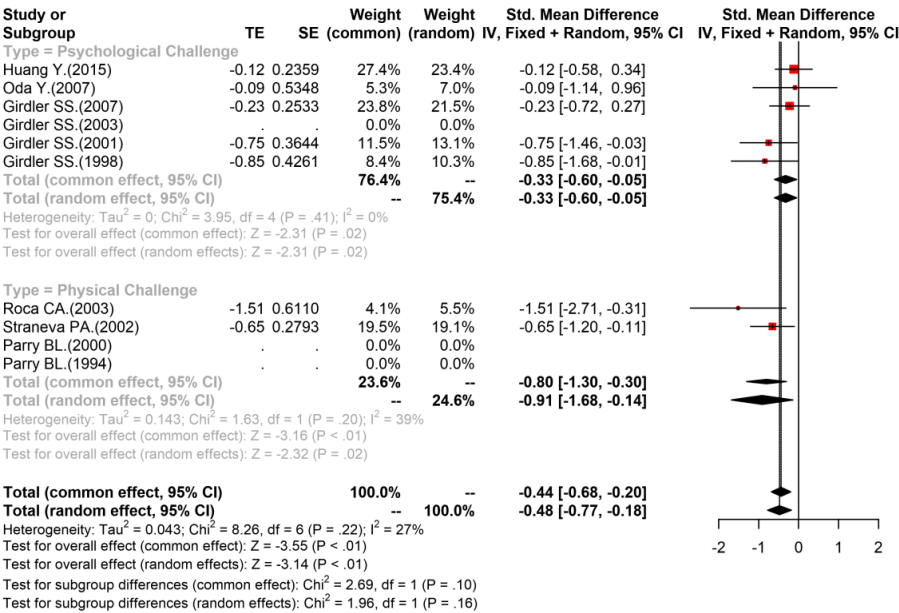 Study or Weight Weight Std. Mean Difference Std. Mean Difference
Subgroup TE SE (common) (random) IV, Fixed + Random, 95% CI IV, Fixed + Random, 95% CI
Type = Psychological Challenge
Huang Y.(2015) -0.12 0.2359 27.4% 23.4% -0.12 [-0.58, 0.34]
Oda Y.(2007) -0.09 0.5348 5.3% 7.0% -0.09 [-1.14, 0.96]
Girdler SS.(2007) -0.23 0.2533 23.8% 21.5% -0.23 [-0.72, 0.27]
Girdler SS.(2003) . . 0.0% 0.0%
Girdler SS.(2001) -0.75 0.3644 11.5% 13.1% -0.75 [-1.46, -0.03]
Girdler SS.(1998) -0.85 0.4261 8.4% 10.3% -0.85 [-1.68, -0.01]
Total (common effect, 95% CI) 76.4% -- -0.33 [-0.60, -0.05]
Total (random effect, 95% CI) -- 75.4% -0.33 [-0.60, -0.05]
Heterogeneity: Tau² = 0; Chi² = 3.95, df = 4 (P = .41); I² = 0%
Test for overall effect (common effect): Z = -2.31 (P = .02)
Test for overall effect (random effects): Z = -2.31 (P = .02)
Type = Physical Challenge
Roca CA.(2003) -1.51 0.6110 4.1% 5.5% -1.51 [-2.71, -0.31]
Straneva PA.(2002) -0.65 0.2793 19.5% 19.1% -0.65 [-1.20, -0.11]
Parry BL.(2000) . . 0.0% 0.0%
Parry BL.(1994) . . 0.0% 0.0%
Total (common effect, 95% CI) 23.6% -- -0.80 [-1.30, -0.30]
Total (random effect, 95% CI) -- 24.6% -0.91 [-1.68, -0.14]
Heterogeneity: Tau² = 0.143; Chi² = 1.63, df = 1 (P = .20); I² = 39%
Test for overall effect (common effect): Z = -3.16 (P < .01)
Test for overall effect (random effects): Z = -2.32 (P = .02)
Total (common effect, 95% CI) 100.0% -- -0.44 [-0.68, -0.20]
Total (random effect, 95% CI) -- 100.0% -0.48 [-0.77, -0.18]
Heterogeneity: Tau² = 0.043; Chi² = 8.26, df = 6 (P = .22); I² = 27%
Test for overall effect (common effect): Z = -3.55 (P < .01)
Test for overall effect (random effects): Z = -3.14 (P < .01)
Test for subgroup differences (common effect): Chi² = 2.69, df = 1 (P = .10)
Test for subgroup differences (random effects): Chi² = 1.96, df = 1 (P = .16)
-2 -1 0 1 2